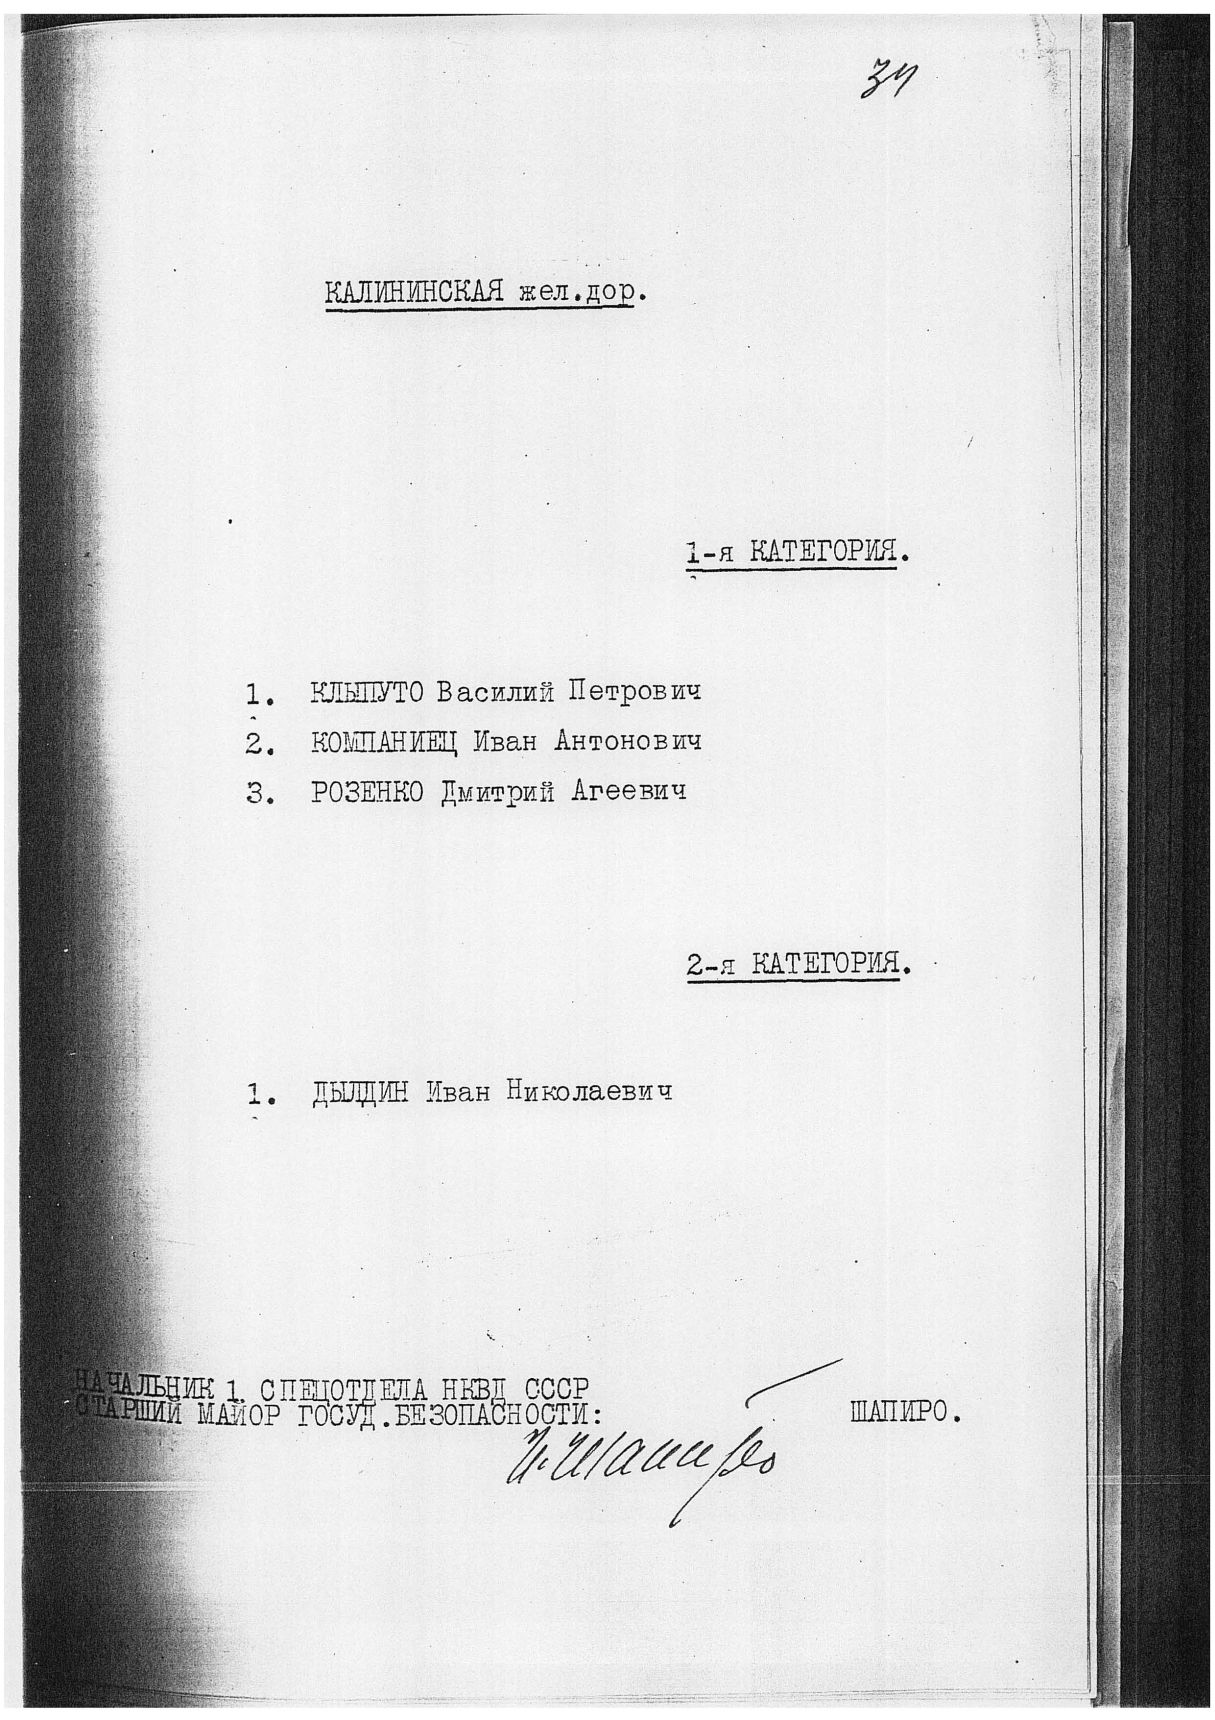 КАЛИНИНСКАЯ жел.дор.
1-я КАТЕГОРИЯ.
1. КЛЫПУТО Василий Петрович
2. КОМПАНИЕЦ Иван Антонович
3. РОЗЕНКО Дмитрий Агеевич
2-я КАТЕГОРИЯ.
1. ДЫЛДИН Иван Николаевич
НАЧАЛЬНИК 1 СПЕЦОТДЕЛА НКВД СССР
СТАРШИЙ МАЙОР ГОСУД.БЕЗОПАСНОСТИ: ШАПИРО.
И. Шапиро